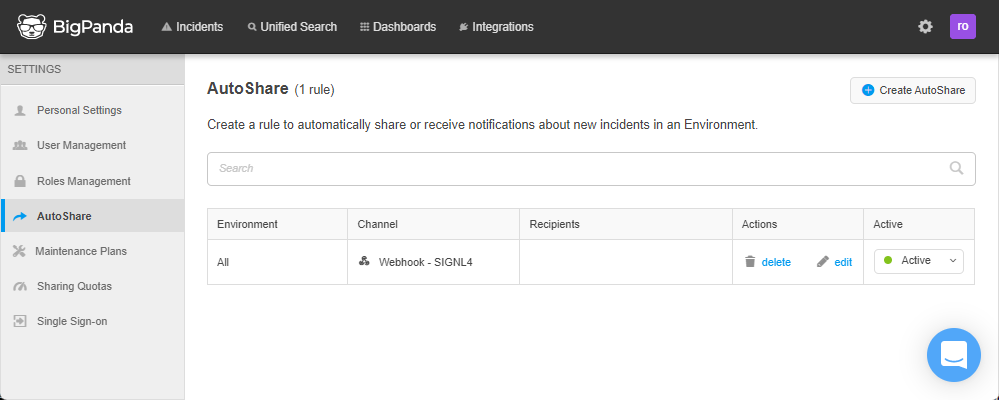 BigPanda Incidents Unified Search Dashboards Integrations ro
SETTINGS
Personal Settings
User Management
Roles Management
AutoShare
Maintenance Plans
Sharing Quotas
Single Sign-on
AutoShare (1 rule)
Create AutoShare
Create a rule to automatically share or receive notifications about new incidents in an Environment.
Search
Environment Channel Recipients Actions Active
All Webhook - SIGNL4 delete edit Active